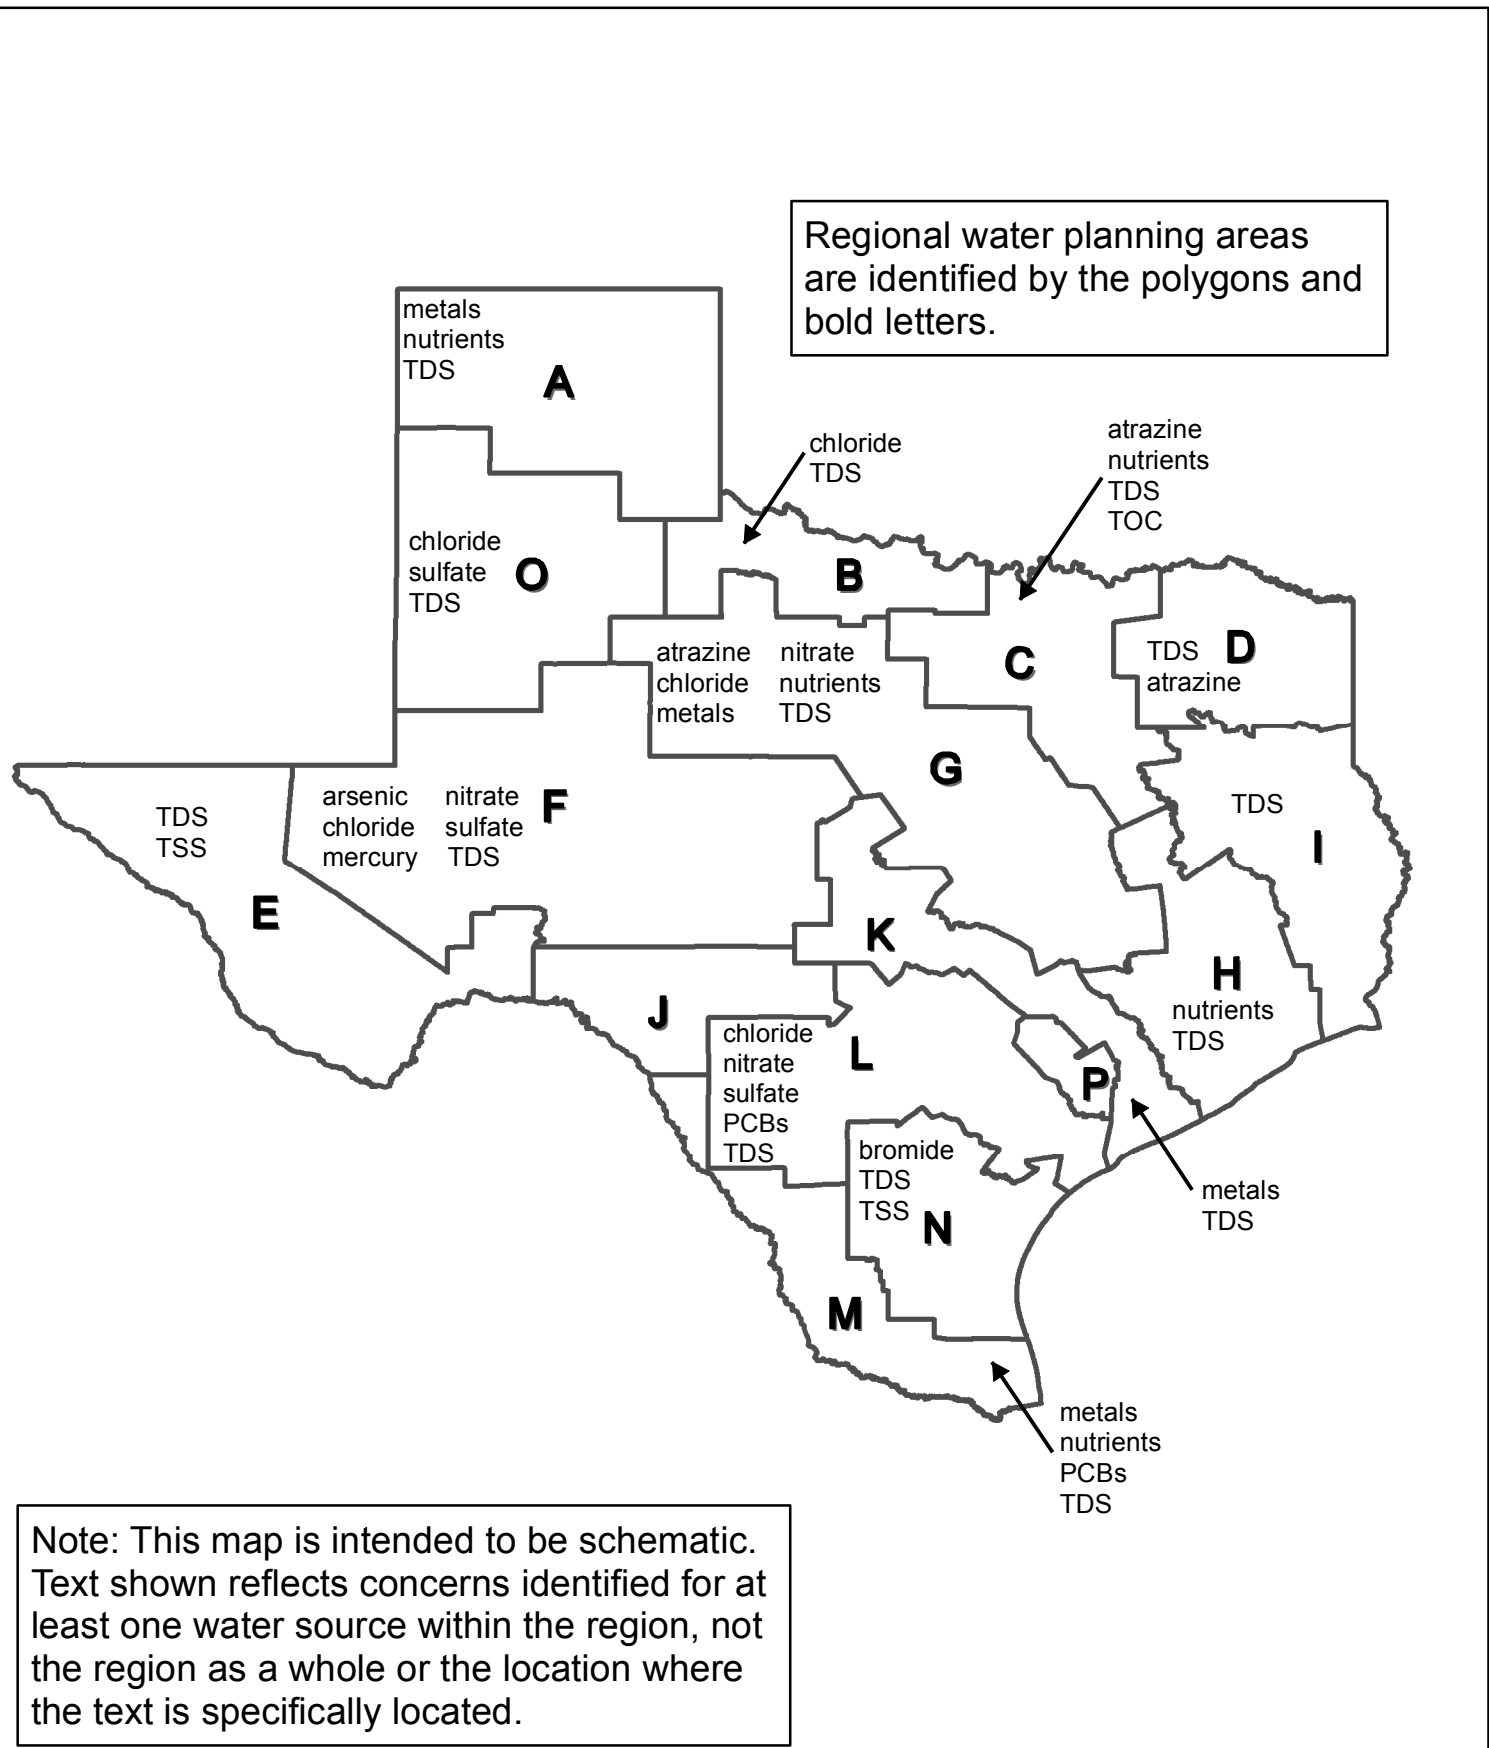 Regional water planning areas
are identified by the polygons and
bold letters.
metals
nutrients
TDS
A
chloride
TDS
atrazine
nutrients
TDS
TOC
chloride
sulfate
TDS
O
B
atrazine
chloride
metals
nitrate
nutrients
TDS
C
TDS
atrazine
D
G
TDS
TSS
E
arsenic
chloride
mercury
nitrate
sulfate
TDS
F
TDS
I
K
H
nutrients
TDS
J
chloride
nitrate
sulfate
PCBs
TDS
L
P
bromide
TDS
TSS
N
metals
TDS
M
metals
nutrients
PCBs
TDS
Note: This map is intended to be schematic.
Text shown reflects concerns identified for at
least one water source within the region, not
the region as a whole or the location where
the text is specifically located.